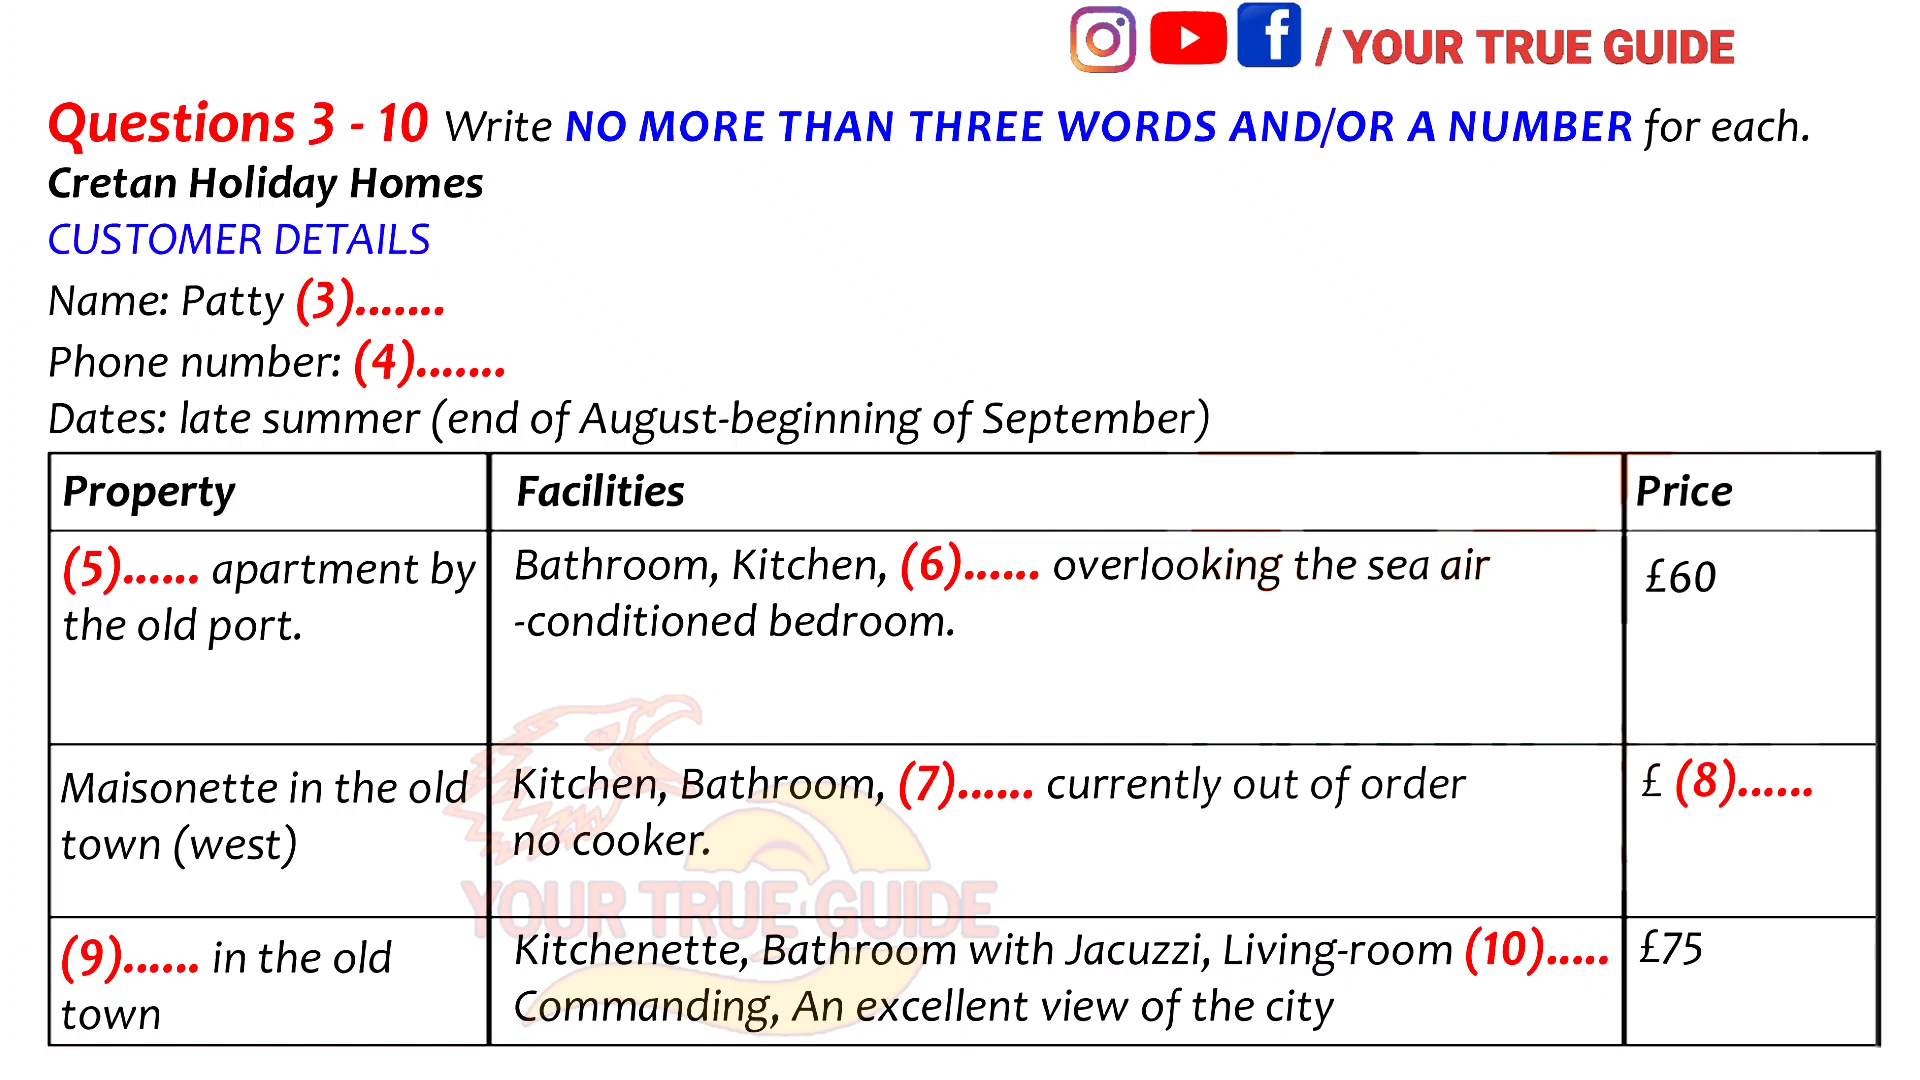 / YOUR TRUE GUIDE
Questions 3 - 10 Write NO MORE THAN THREE WORDS AND/OR A NUMBER for each.
Cretan Holiday Homes
CUSTOMER DETAILS
Name: Patty (3).......
Phone number: (4).......
Dates: late summer (end of August-beginning of September)
Property Facilities Price
(5)...... apartment by
the old port.
Bathroom, Kitchen, (6)...... overlooking the sea air
-conditioned bedroom.
£60
Maisonette in the old
town (west)
Kitchen, Bathroom, (7)...... currently out of order
no cooker.
£ (8)......
YOUR TRUE GUIDE
(9)...... in the old
town
Kitchenette, Bathroom with Jacuzzi, Living-room (10).....
Commanding, An excellent view of the city
£75